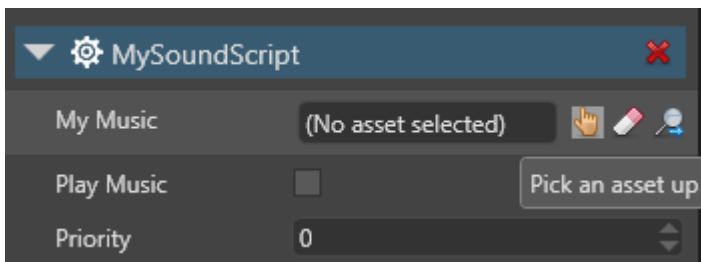 MySoundScript
My Music (No asset selected)
Play Music Pick an asset up
Priority 0